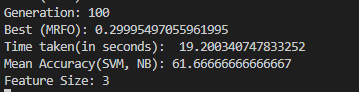 Generation: 100
Best (MRFO): 0.29995497055961995
Time taken(in seconds):  19.200340747833252
Mean Accuracy(SVM, NB): 61.66666666666667
Feature Size: 3